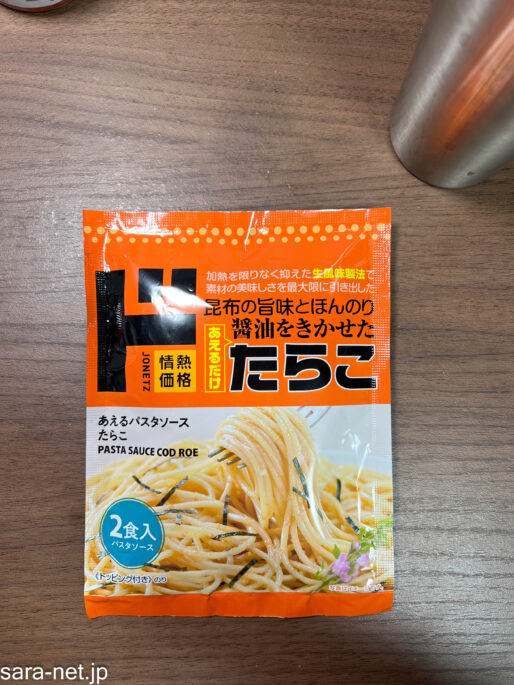 加熱を限りなく抑えた生風味製法で
素材の美味しさを最大限に引き出した
昆布の旨味とほんのり
醤油をきかせた
あえるだけ
たらこ
ド
JONETZ
情熱
価格
あえるパスタソース
たらこ
PASTA SAUCE COD ROE
2食入
パスタソース
〈トッピング付き〉のり
sara-net.jp